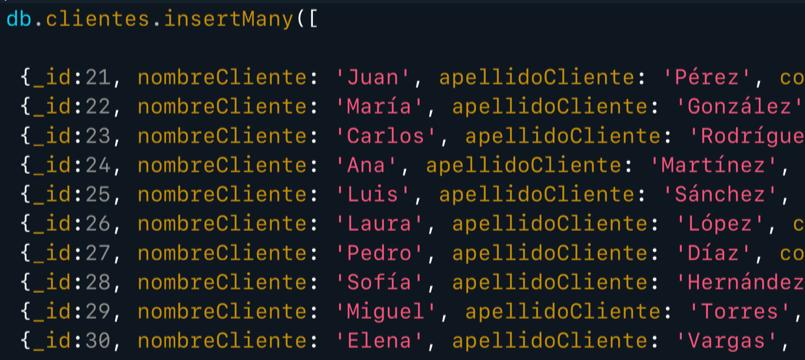 db.clientes.insertMany([
{_id:21, nombreCliente: 'Juan', apellidoCliente: 'Pérez', co
{_id:22, nombreCliente: 'María', apellidoCliente: 'González'
{_id:23, nombreCliente: 'Carlos', apellidoCliente: 'Rodrígue
{_id:24, nombreCliente: 'Ana', apellidoCliente: 'Martínez',
{_id:25, nombreCliente: 'Luis', apellidoCliente: 'Sánchez',
{_id:26, nombreCliente: 'Laura', apellidoCliente: 'López', c
{_id:27, nombreCliente: 'Pedro', apellidoCliente: 'Díaz', co
{_id:28, nombreCliente: 'Sofía', apellidoCliente: 'Hernández
{_id:29, nombreCliente: 'Miguel', apellidoCliente: 'Torres',
{_id:30, nombreCliente: 'Elena', apellidoCliente: 'Vargas',